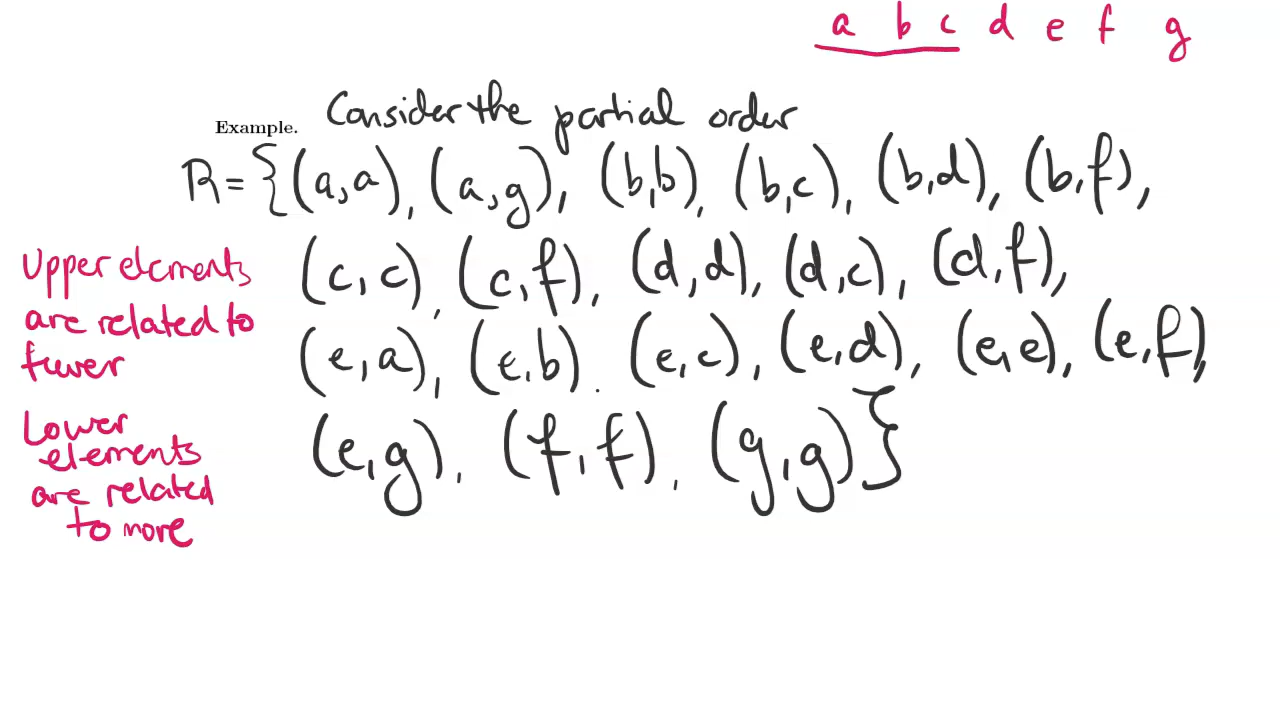 a b c d e f g
Example. Consider the partial order
R = {(a,a), (a,g), (b,b), (b,c), (b,d), (b,f),
(c,c), (c,f), (d,d), (d,c), (d,f),
(e,a), (e,b), (e,c), (e,d), (e,e), (e,f),
(e,g), (f,f), (g,g)}
Upper elements
are related to
fewer
Lower
elements
are related
to more